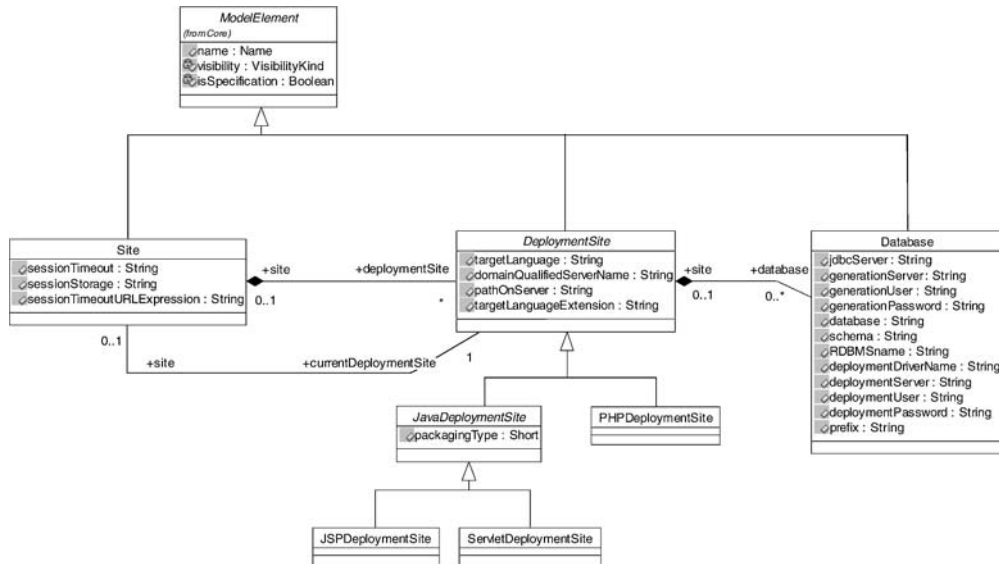 ModelElement
(from Core)
name : Name
visibility : VisibilityKind
isSpecification : Boolean
Site
sessionTimeout : String
sessionStorage : String
sessionTimeoutURLExpression : String
+site
0..1
+deploymentSite
*
DeploymentSite
targetLanguage : String
domainQualifiedServerName : String
pathOnServer : String
targetLanguageExtension : String
+site
0..1
+database
0..*
Database
jdbcServer : String
generationServer : String
generationUser : String
generationPassword : String
database : String
schema : String
RDBMSname : String
deploymentDriverName : String
deploymentServer : String
deploymentUser : String
deploymentPassword : String
prefix : String
0..1
+site
+currentDeploymentSite
1
JavaDeploymentSite
packagingType : Short
PHPDeploymentSite
JSPDeploymentSite
ServletDeploymentSite